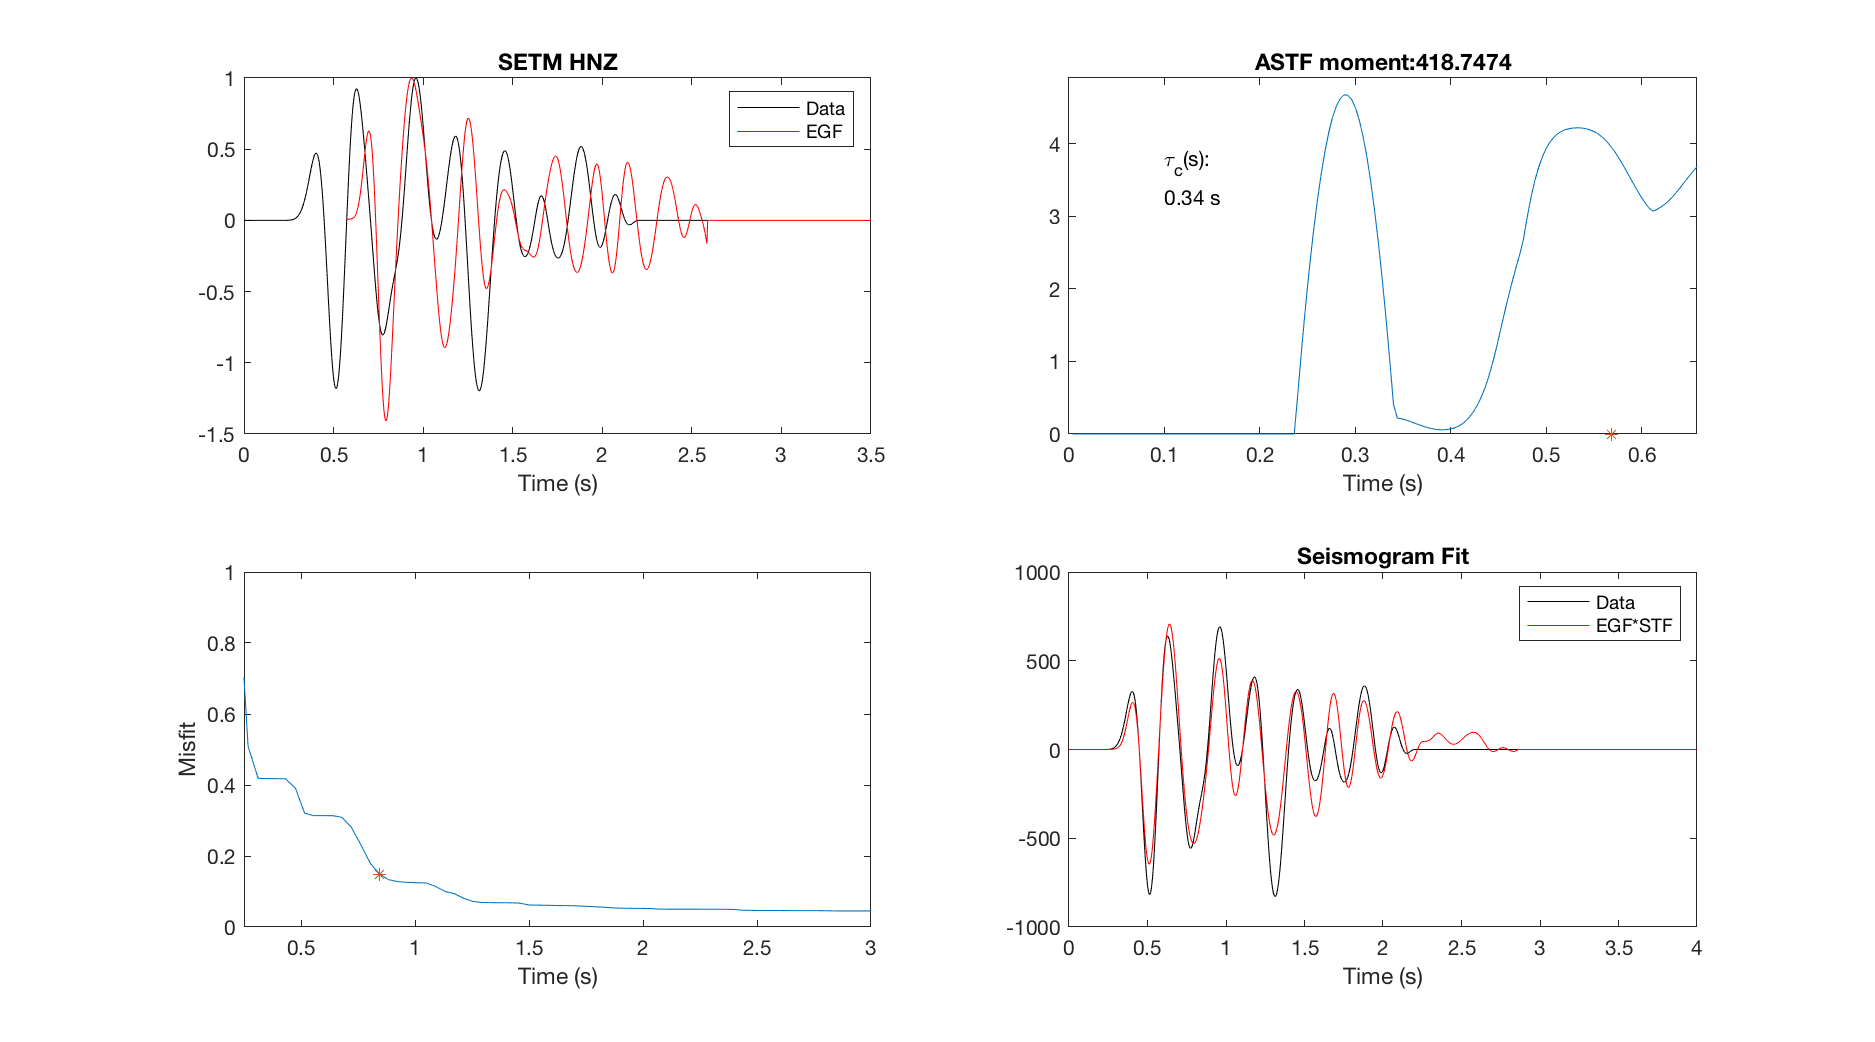 SETM HNZ
Data
EGF
1
0.5
0
-0.5
-1
-1.5
0 0.5 1 1.5 2 2.5 3 3.5
Time (s)
ASTF moment:418.7474
τc(s):
0.34 s
4
3
2
1
0
0 0.1 0.2 0.3 0.4 0.5 0.6
Time (s)
Misfit
1
0.8
0.6
0.4
0.2
0
0.5 1 1.5 2 2.5 3
Time (s)
Seismogram Fit
Data
EGF*STF
1000
500
0
-500
-1000
0 0.5 1 1.5 2 2.5 3 3.5 4
Time (s)